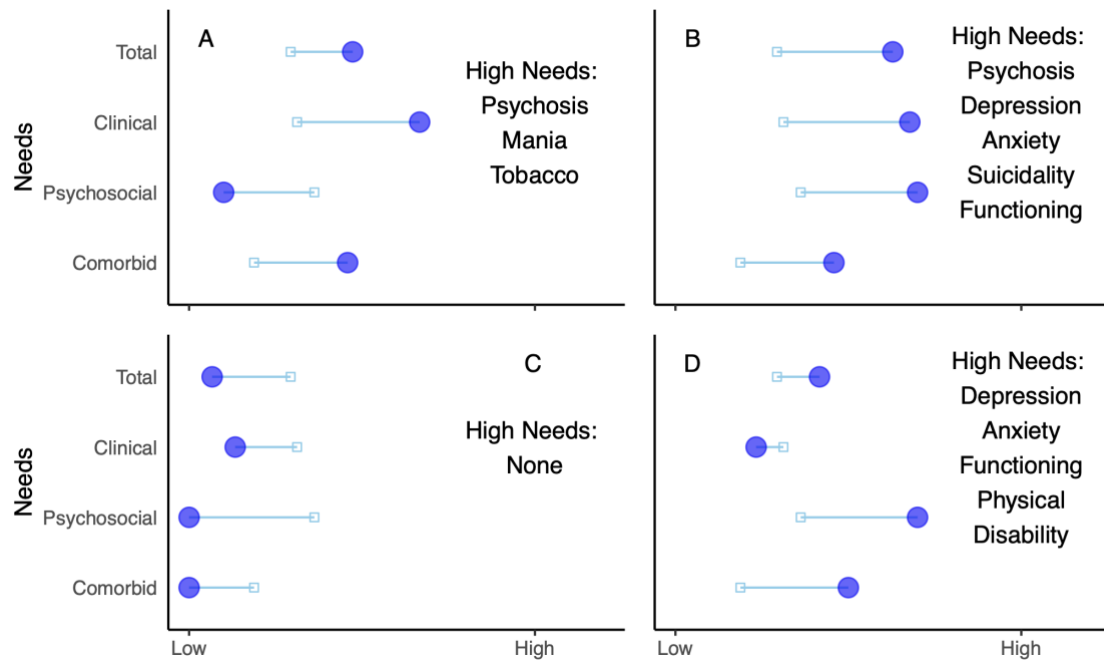 A
High Needs:
Psychosis
Mania
Tobacco
Needs
Total
Clinical
Psychosocial
Comorbid
B
High Needs:
Psychosis
Depression
Anxiety
Suicidality
Functioning
C
High Needs:
None
Needs
Total
Clinical
Psychosocial
Comorbid
Low
High
D
High Needs:
Depression
Anxiety
Functioning
Physical
Disability
Low
High